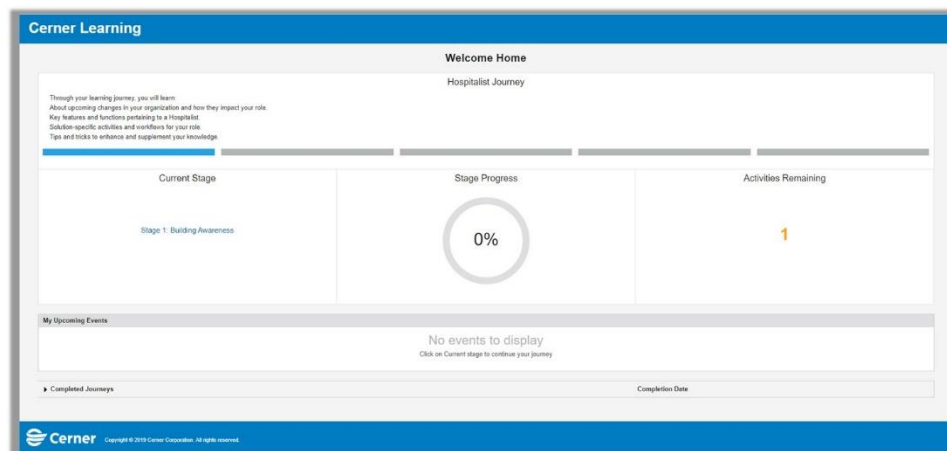 Cerner Learning
Welcome Home
Hospitalist Journey
Through your learning journey, you will learn:
About upcoming changes in your organization and how they impact your role.
Key features and functions pertaining to a Hospitalist.
Solution-specific activities and workflows for your role.
Tips and tricks to enhance and supplement your knowledge.
Current Stage
Stage Progress
Activities Remaining
Stage 1: Building Awareness
0%
1
My Upcoming Events
No events to display
Click on Current stage to continue your journey
Completed Journeys
Completion Date
Cerner
Copyright © 2019 Cerner Corporation. All rights reserved.